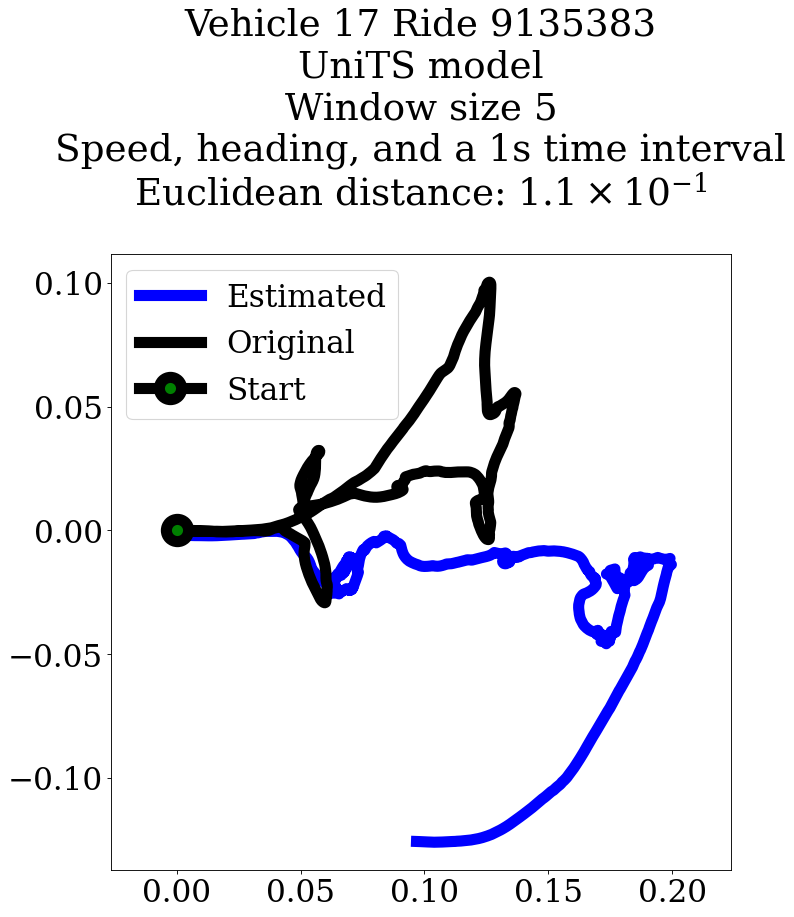 Vehicle 17 Ride 9135383
UniTS model
Window size 5
Speed, heading, and a 1s time interval
Euclidean distance: 1.1 × 10⁻¹
Estimated
Original
Start
0.10
0.05
0.00
−0.05
−0.10
0.00 0.05 0.10 0.15 0.20